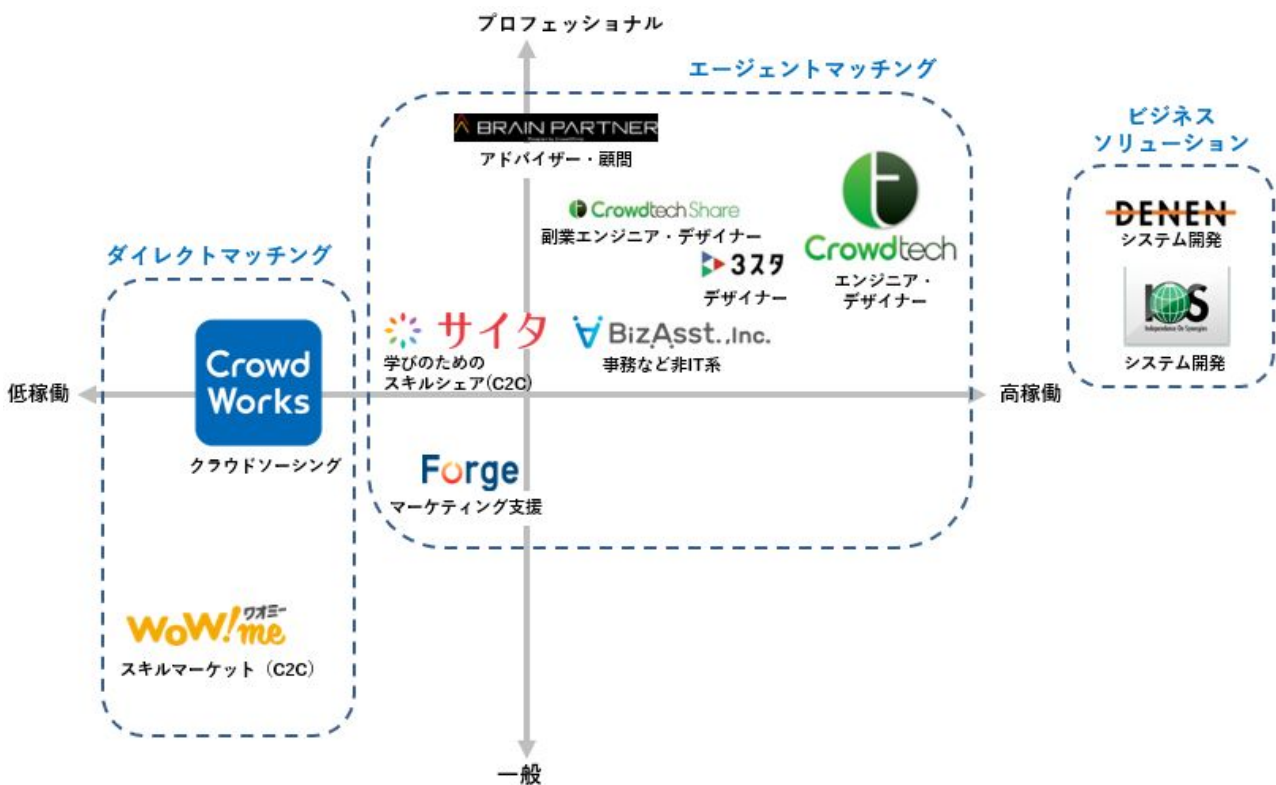 プロフェッショナル
エージェントマッチング
BRAIN PARTNER
アドバイザー・顧問
ビジネス
ソリューション
Crowdtech Share
副業エンジニア・デザイナー
3スタ
デザイナー
t
Crowdtech
エンジニア・
デザイナー
DENEN
システム開発
IOS
Independence On Synergies
システム開発
ダイレクトマッチング
Crowd
Works
クラウドソーシング
サイタ
学びのための
スキルシェア(C2C)
BizAsst.,Inc.
事務など非IT系
低稼働
高稼働
Forge
マーケティング支援
WoW!me
ワオミー
スキルマーケット（C2C）
一般